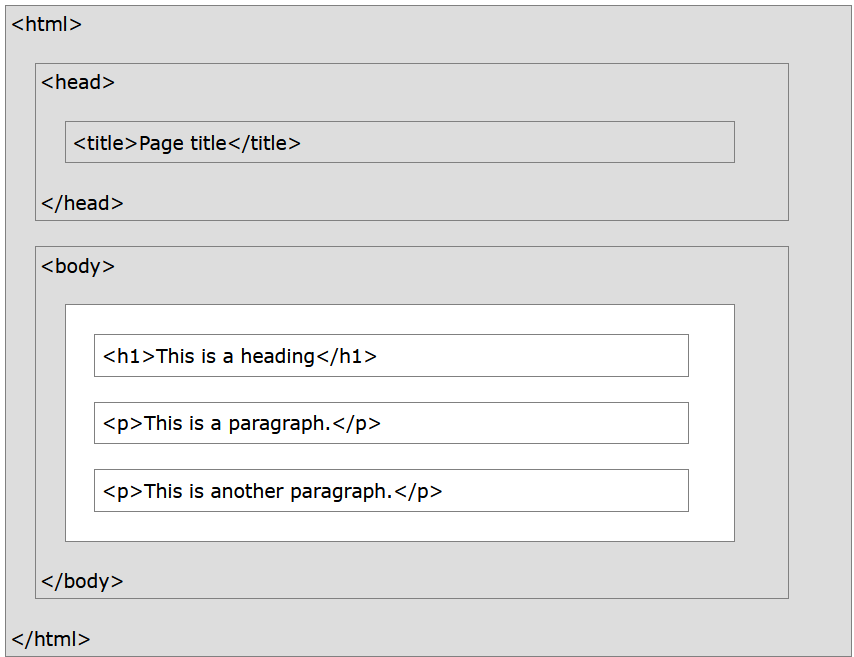 <html>
<head>
<title>Page title</title>
</head>
<body>
<h1>This is a heading</h1>
<p>This is a paragraph.</p>
<p>This is another paragraph.</p>
</body>
</html>